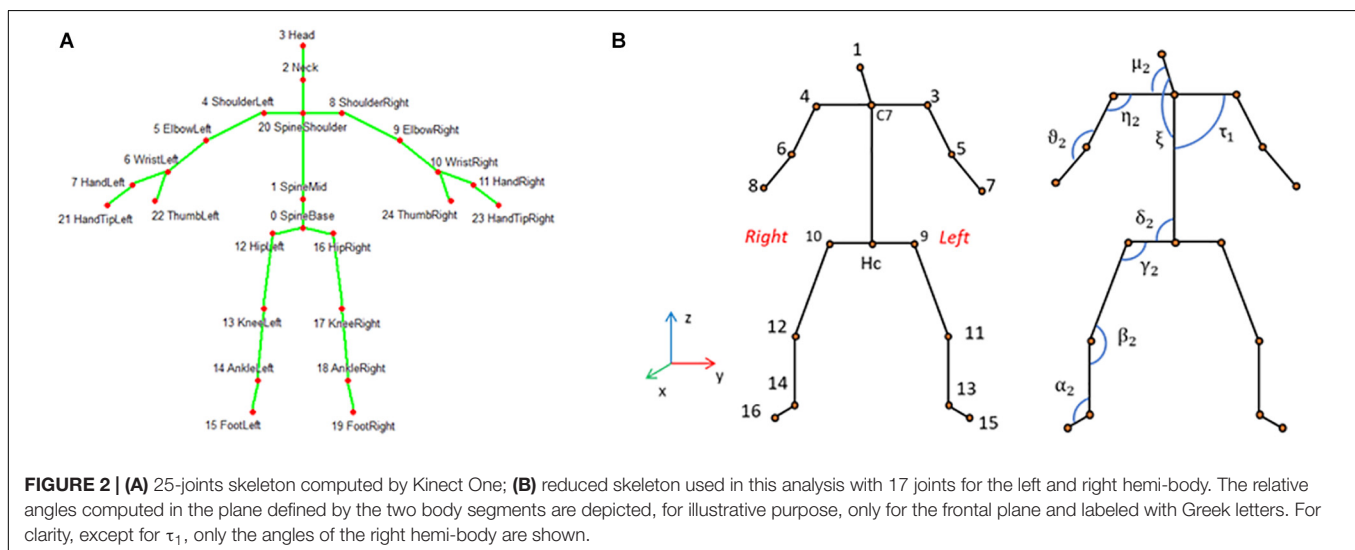 A
3 Head
2 Neck
4 ShoulderLeft
8 ShoulderRight
20 SpineShoulder
5 ElbowLeft
9 ElbowRight
6 WristLeft
10 WristRight
7 HandLeft
11 HandRight
21 HandTipLeft
22 ThumbLeft
24 ThumbRight
23 HandTipRight
1 SpineMid
0 SpineBase
12 HipLeft
16 HipRight
13 KneeLeft
17 KneeRight
14 AnkleLeft
18 AnkleRight
15 FootLeft
19 FootRight
B
1
4
3
C7
6
5
8
7
Right
10
9
Left
Hc
12
11
14
13
16
15
z
y
x
μ2
η2
τ1
ϑ2
ξ
δ2
γ2
β2
α2
FIGURE 2 | (A) 25-joints skeleton computed by Kinect One; (B) reduced skeleton used in this analysis with 17 joints for the left and right hemi-body. The relative
angles computed in the plane defined by the two body segments are depicted, for illustrative purpose, only for the frontal plane and labeled with Greek letters. For
clarity, except for τ1, only the angles of the right hemi-body are shown.